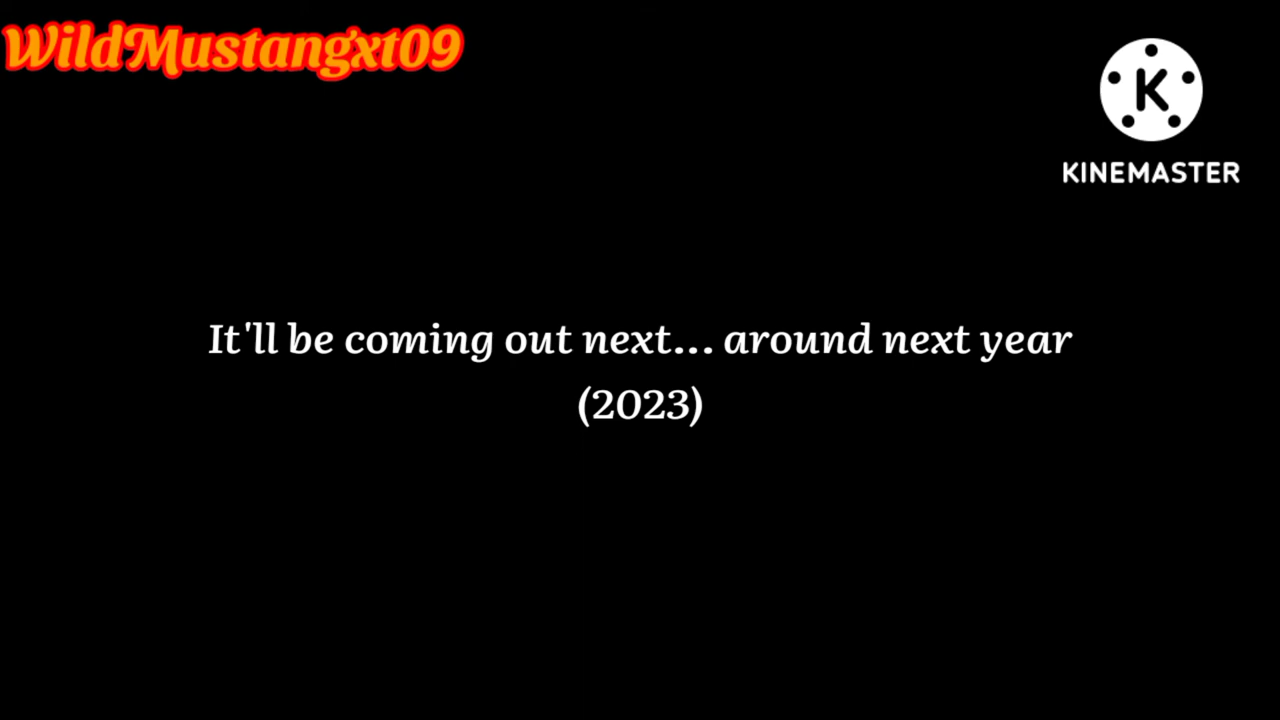 WildMustangxt09
K
KINEMASTER
It'll be coming out next... around next year
(2023)